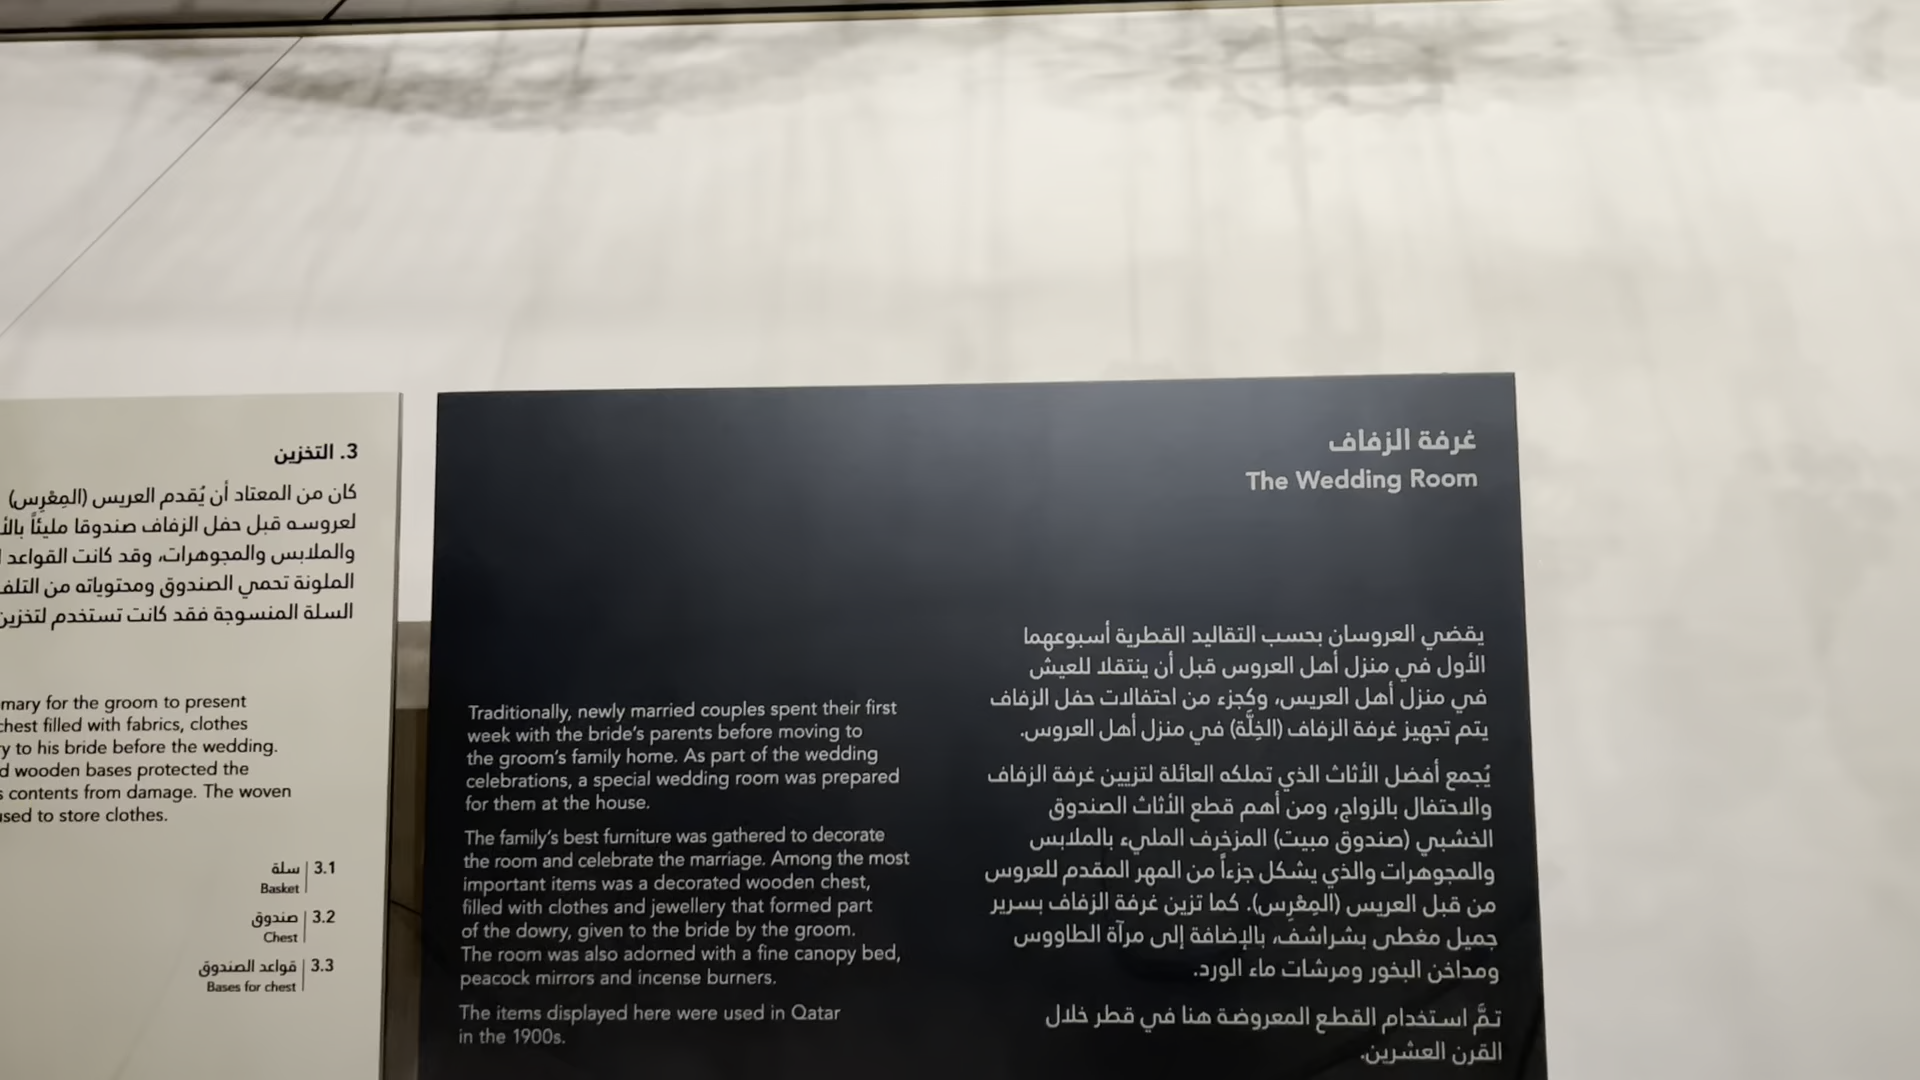 3. التخزين
كان من المعتاد أن يُقدم العريس (المِعْرِس)
لعروسه قبل حفل الزفاف صندوقا مليئاً
والملابس والمجوهرات، وقد كانت القواعد
الملونة تحمي الصندوق ومحتوياته من التلف
السلة المنسوجة فقد كانت تستخدم لتخزين
mary for the groom to present
chest filled with fabrics, clothes
y to his bride before the wedding.
d wooden bases protected the
s contents from damage. The woven
used to store clothes.
3.1 | سلة
Basket
3.2 | صندوق
Chest
3.3 | قواعد الصندوق
Bases for chest
غرفة الزفاف
The Wedding Room
يقضي العروسان بحسب التقاليد القطرية أسبوعهما
الأول في منزل أهل العروس قبل أن ينتقلا للعيش
في منزل أهل العريس، وكجزء من احتفالات حفل الزفاف
يتم تجهيز غرفة الزفاف (الخِلَّة) في منزل أهل العروس.
يُجمع أفضل الأثاث الذي تملكه العائلة لتزيين غرفة الزفاف
والاحتفال بالزواج، ومن أهم قطع الأثاث الصندوق
الخشبي (صندوق مبيت) المزخرف المليء بالملابس
والمجوهرات والذي يشكل جزءاً من المهر المقدم للعروس
من قبل العريس (المِعْرِس). كما تزين غرفة الزفاف بسرير
جميل مغطى بشراشف، بالإضافة إلى مرآة الطاووس
ومداخن البخور ومرشات ماء الورد.
تمَّ استخدام القطع المعروضة هنا في قطر خلال
القرن العشرين.
Traditionally, newly married couples spent their first
week with the bride's parents before moving to
the groom's family home. As part of the wedding
celebrations, a special wedding room was prepared
for them at the house.
The family's best furniture was gathered to decorate
the room and celebrate the marriage. Among the most
important items was a decorated wooden chest,
filled with clothes and jewellery that formed part
of the dowry, given to the bride by the groom.
The room was also adorned with a fine canopy bed,
peacock mirrors and incense burners.
The items displayed here were used in Qatar
in the 1900s.